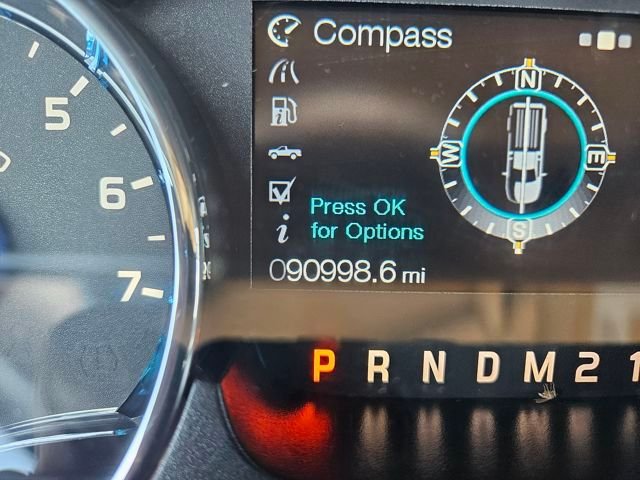 Compass
5
6
7
N
W
E
S
Press OK
for Options
090998.6 mi
P R N D M 2 1